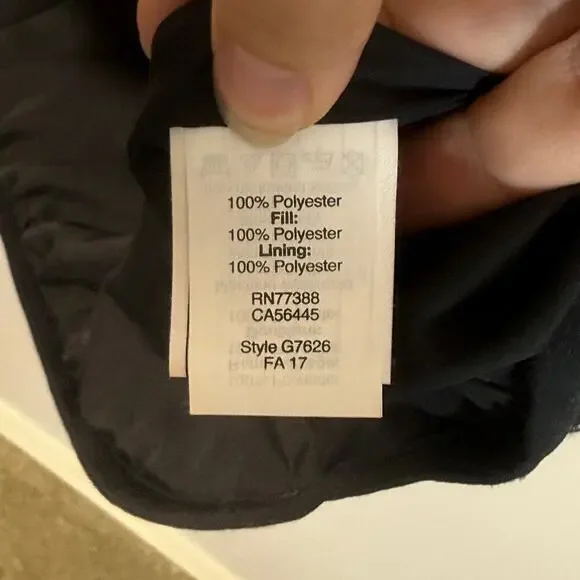 100% Polyester
Fill:
100% Polyester
Lining:
100% Polyester
RN77388
CA56445
Style G7626
FA 17